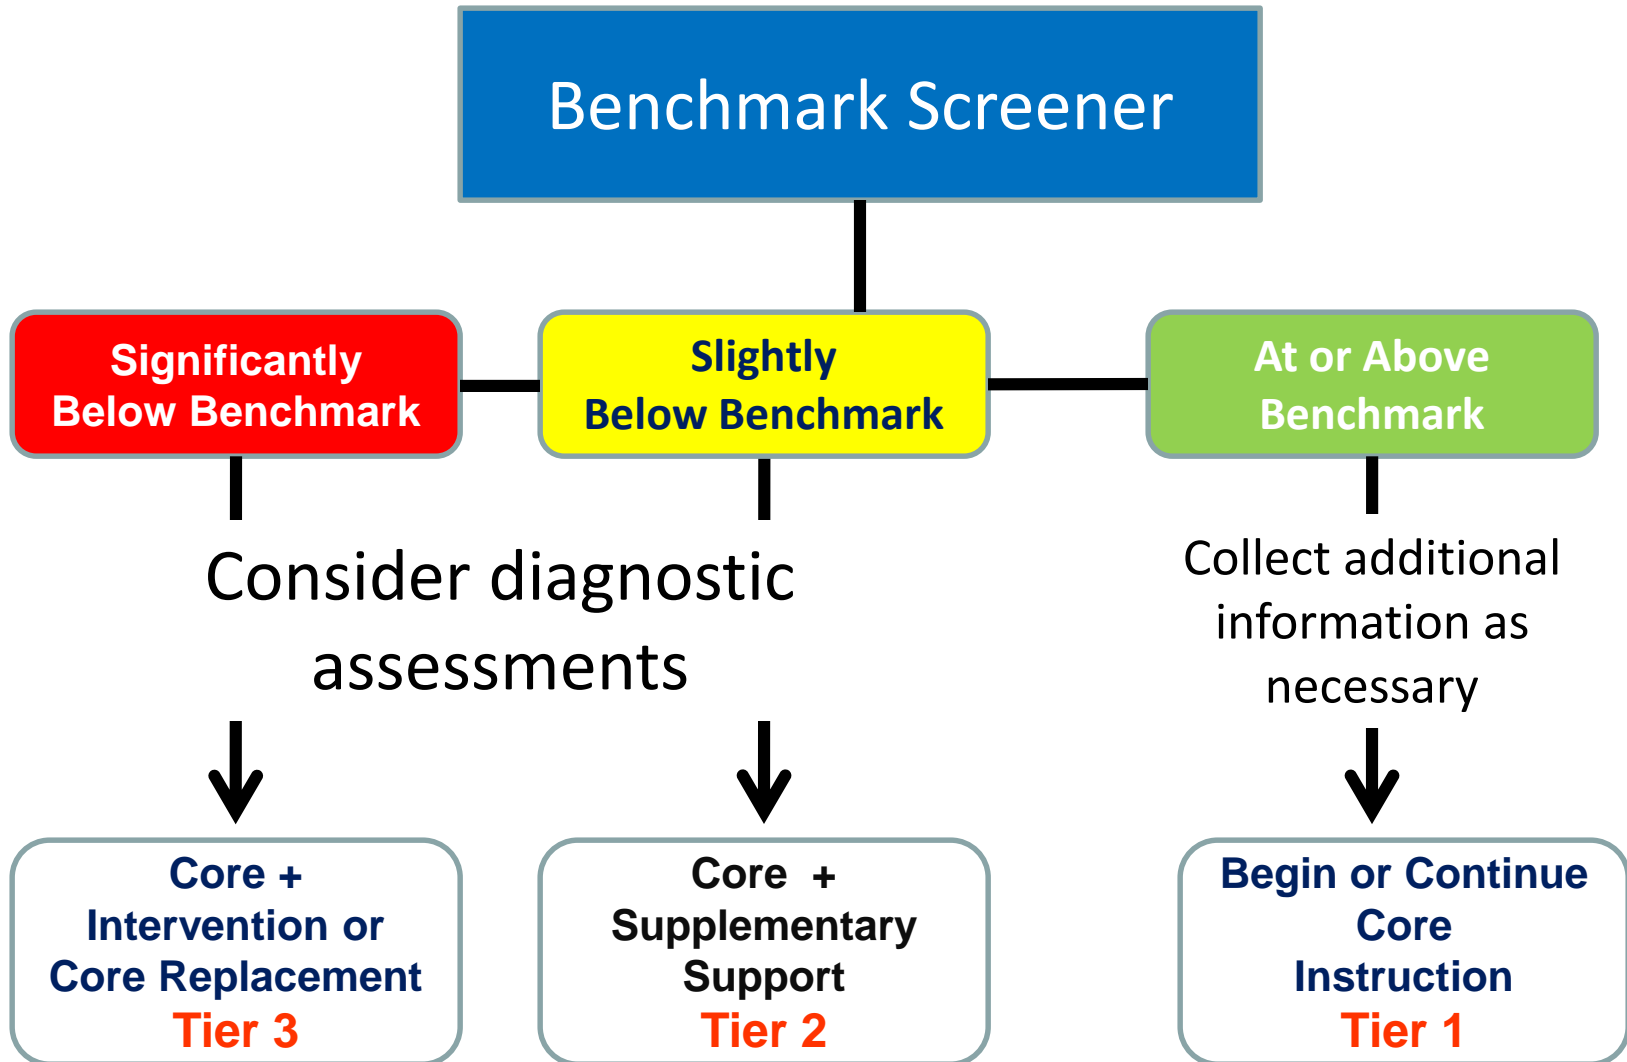 Benchmark Screener
Significantly
Below Benchmark
Slightly
Below Benchmark
At or Above
Benchmark
Consider diagnostic
assessments
Collect additional
information as
necessary
Core +
Intervention or
Core Replacement
Tier 3
Core +
Supplementary
Support
Tier 2
Begin or Continue
Core
Instruction
Tier 1